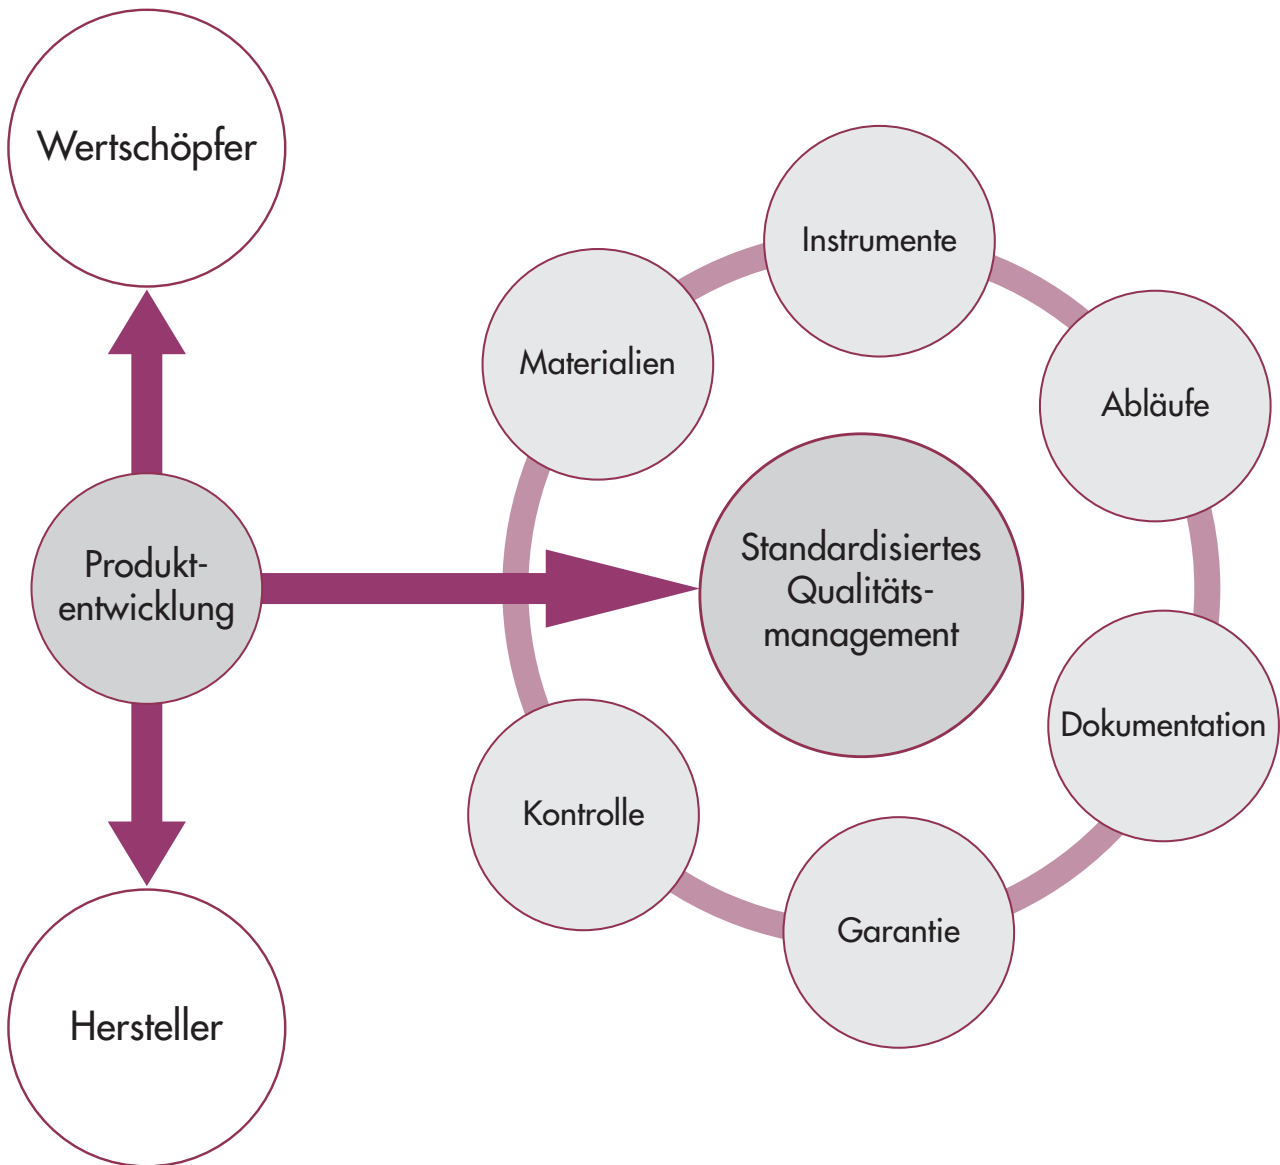 Wertschöpfer
Produkt-
entwicklung
Hersteller
Instrumente
Materialien
Abläufe
Standardisiertes
Qualitäts-
management
Dokumentation
Kontrolle
Garantie